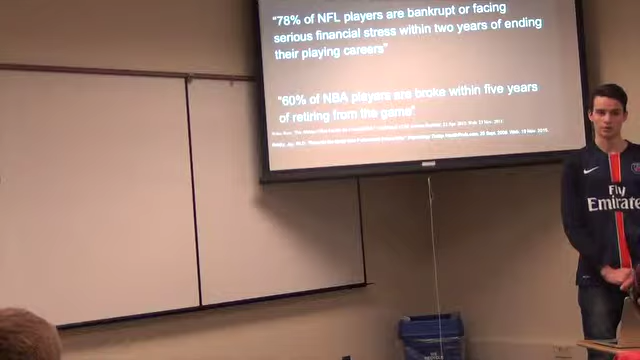 "78% of NFL players are bankrupt or facing
serious financial stress within two years of ending
their playing careers"
"60% of NBA players are broke within five years
of retiring from the game".
Fly
Emirate